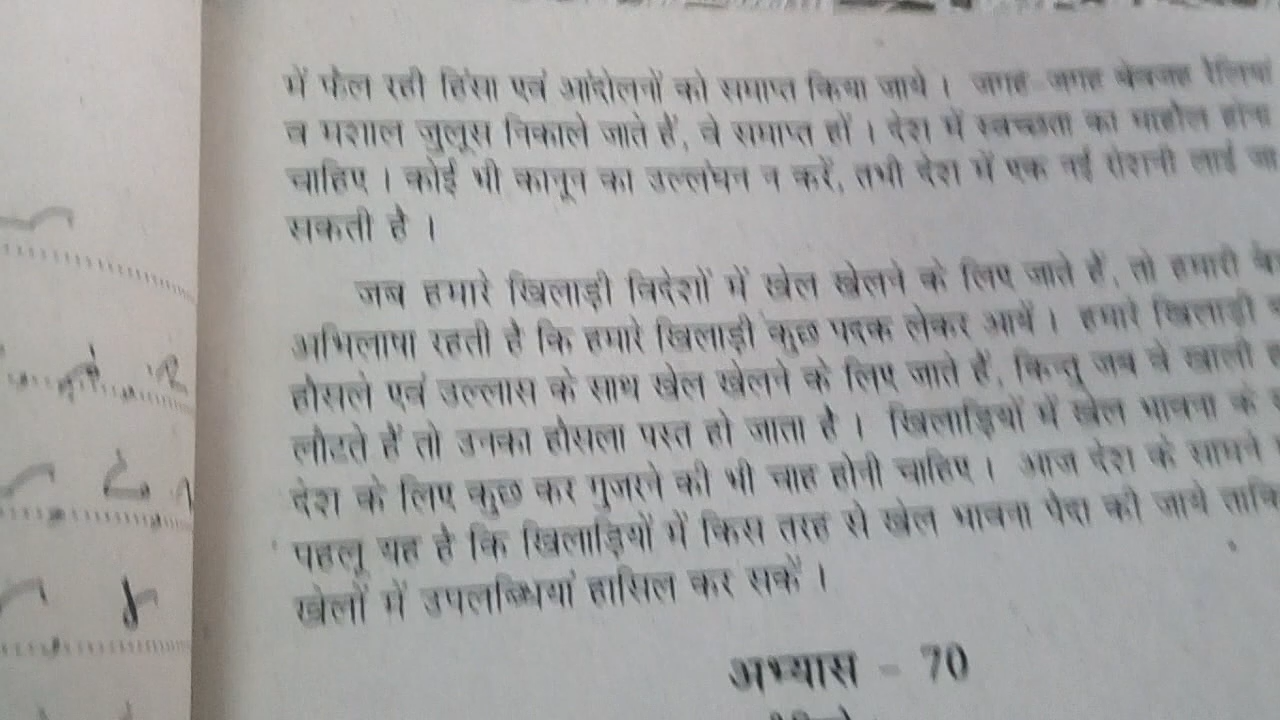 में फैल रही हिंसा एवं आंदोलनों को समाप्त किया जाये । जगह-जगह बेवजह रैलियां
व मशाल जुलूस निकाले जाते हैं, वे समाप्त हों । देश में स्वच्छता का माहौल होना
चाहिए । कोई भी कानून का उल्लंघन न करें, तभी देश में एक नई रोशनी लाई जा
सकती है ।
जब हमारे खिलाड़ी विदेशों में खेल खेलने के लिए जाते हैं, तो हमारी
अभिलाषा रहती है कि हमारे खिलाड़ी कुछ पदक लेकर आयें । हमारे खिलाड़ी
हौसले एवं उल्लास के साथ खेल खेलने के लिए जाते हैं, किन्तु जब वे खाली
लौटते हैं तो उनका हौसला पस्त हो जाता है । खिलाड़ियों में खेल भावना के
देश के लिए कुछ कर गुजरने की भी चाह होनी चाहिए । आज देश के सामने
पहलू यह है कि खिलाड़ियों में किस तरह से खेल भावना पैदा की जाये ताकि
खेलों में उपलब्धियां हासिल कर सकें ।
अभ्यास - 70